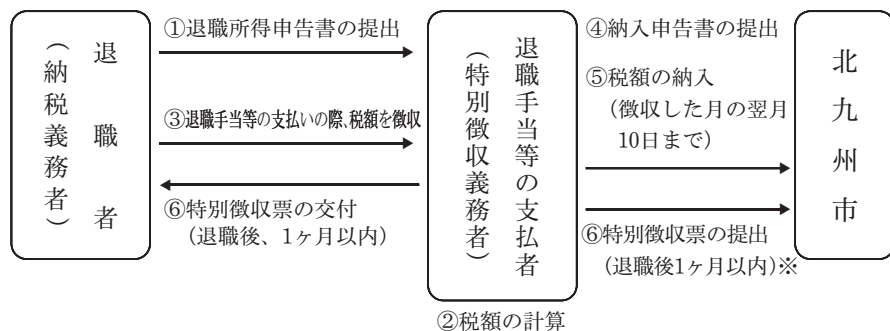 退職者
(納税義務者)
①退職所得申告書の提出
③退職手当等の支払いの際、税額を徴収
⑥特別徴収票の交付
(退職後、1ヶ月以内)
退職手当等の支払者
(特別徴収義務者)
②税額の計算
④納入申告書の提出
⑤税額の納入
(徴収した月の翌月
10日まで)
⑥特別徴収票の提出
(退職後1ヶ月以内)※
北九州市